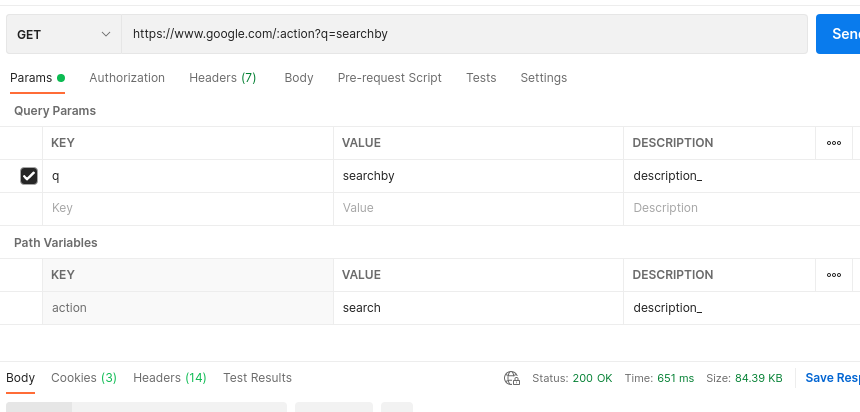 GET https://www.google.com/:action?q=searchby
Params Authorization Headers (7) Body Pre-request Script Tests Settings
Query Params
KEY VALUE DESCRIPTION
q searchby description_
Key Value Description
Path Variables
KEY VALUE DESCRIPTION
action search description_
Body Cookies (3) Headers (14) Test Results Status: 200 OK Time: 651 ms Size: 84.39 KB Save